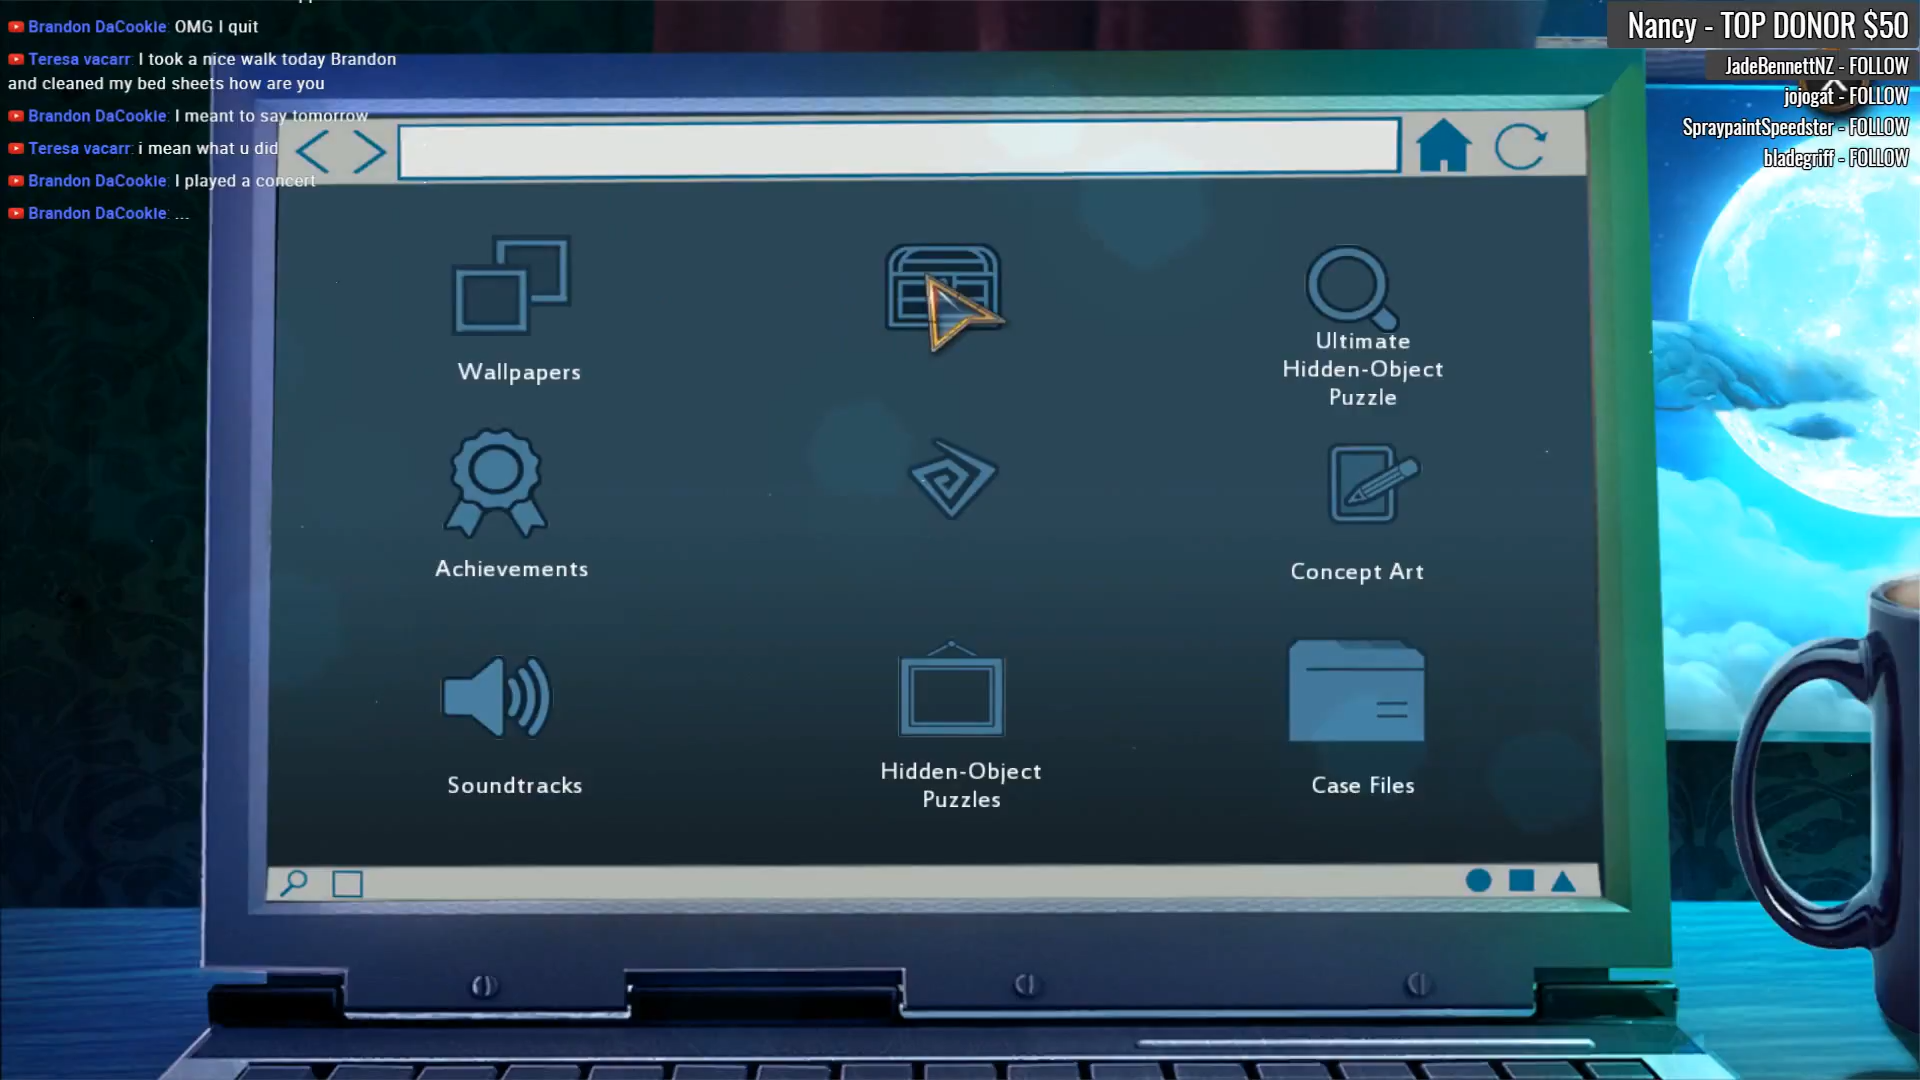 Brandon DaCookie: OMG I quit
Teresa vacarr: I took a nice walk today Brandon
and cleaned my bed sheets how are you
Brandon DaCookie: I meant to say tomorrow
Teresa vacarr: i mean what u did
Brandon DaCookie: I played a concert
Brandon DaCookie: ...
Nancy - TOP DONOR $50
JadeBennettNZ - FOLLOW
jojogat - FOLLOW
SpraypaintSpeedster - FOLLOW
bladegriff - FOLLOW
Wallpapers
Ultimate
Hidden-Object
Puzzle
Achievements
Concept Art
Soundtracks
Hidden-Object
Puzzles
Case Files